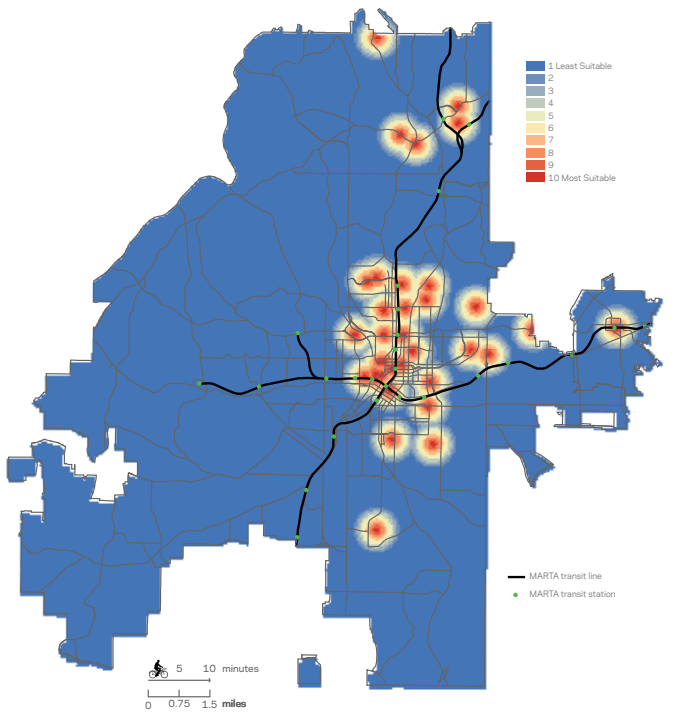 1 Least Suitable
2
3
4
5
6
7
8
9
10 Most Suitable
MARTA transit line
MARTA transit station
5 10 minutes
0 0.75 1.5 miles